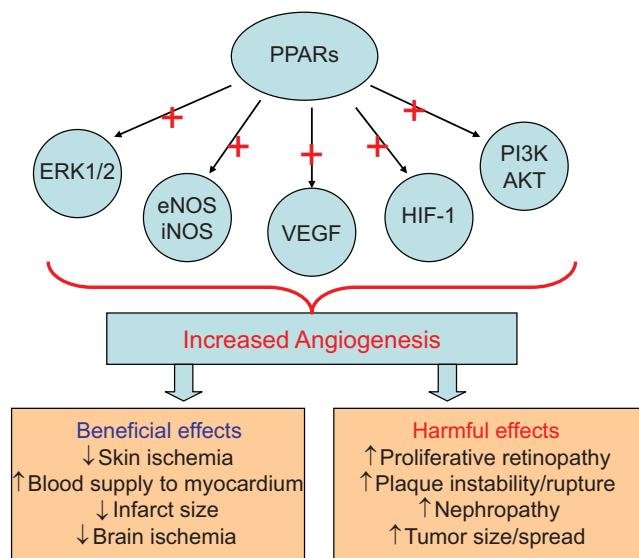 PPARs
+ + + + +
ERK1/2
eNOS
iNOS
VEGF
HIF-1
PI3K
AKT
Increased Angiogenesis
Beneficial effects
↓Skin ischemia
↑Blood supply to myocardium
↓Infarct size
↓Brain ischemia
Harmful effects
↑Proliferative retinopathy
↑Plaque instability/rupture
↑Nephropathy
↑Tumor size/spread